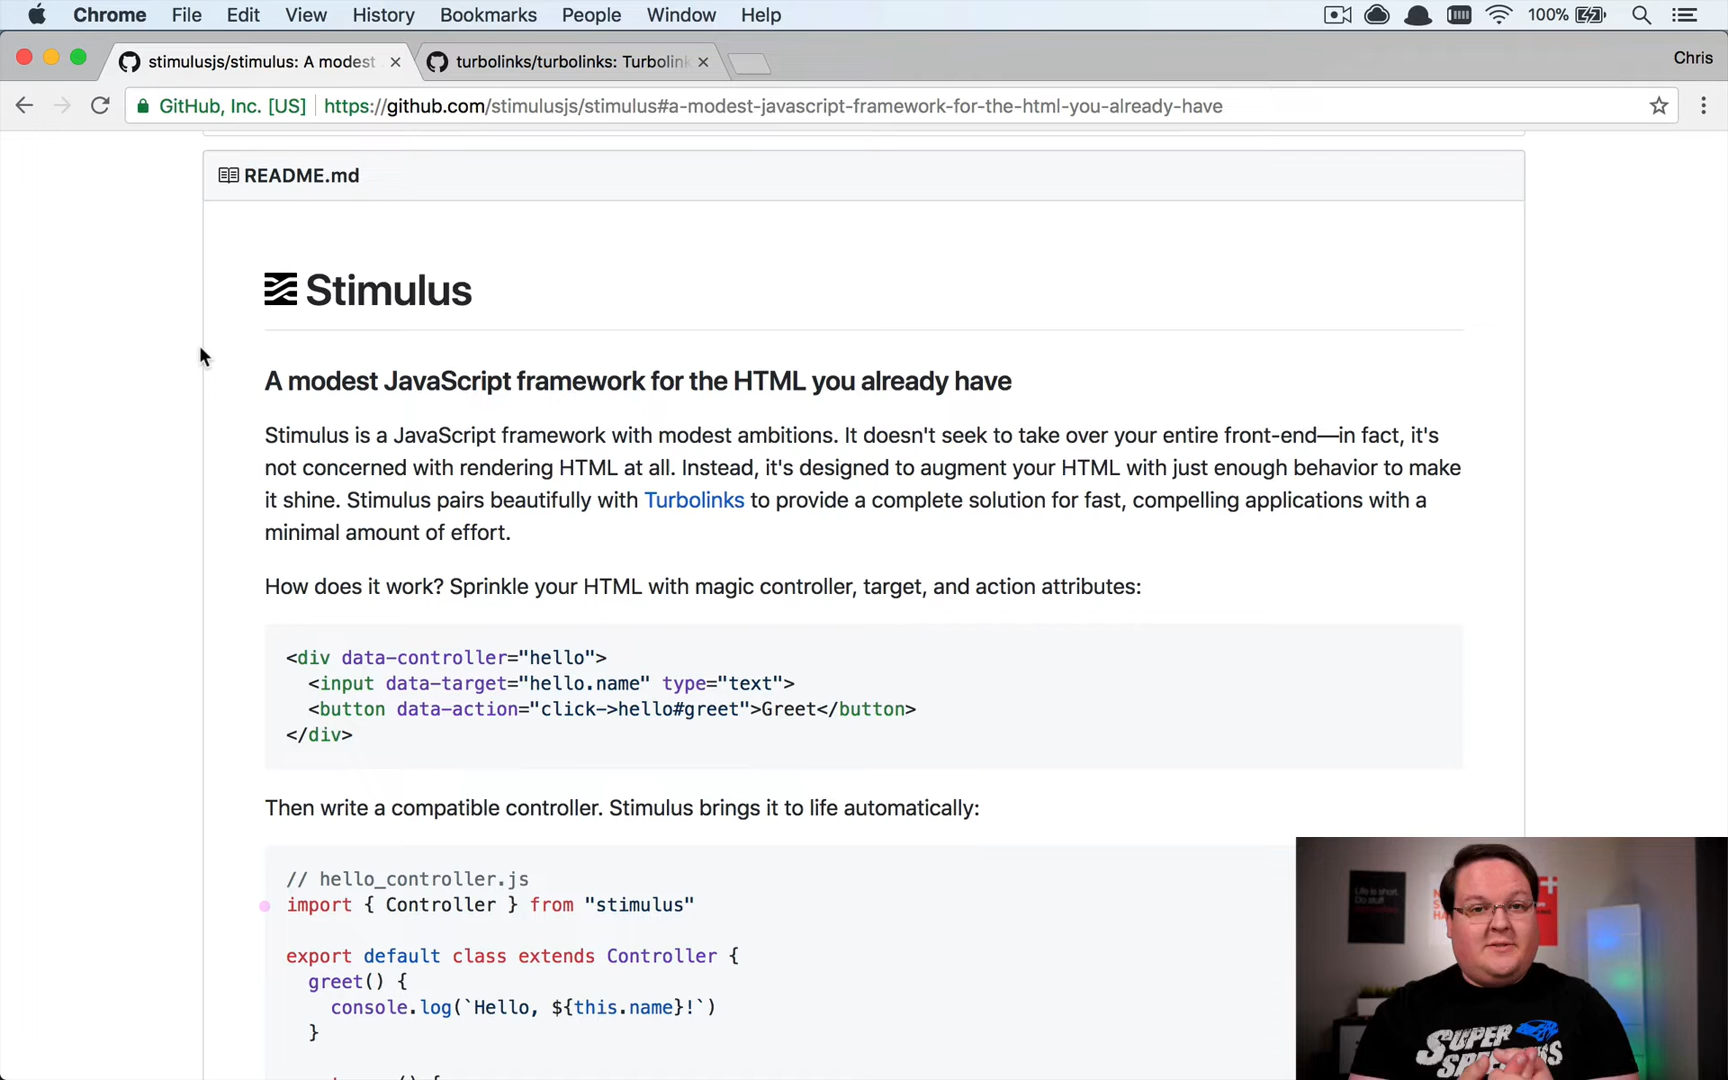 Chrome File Edit View History Bookmarks People Window Help 100%
stimulusjs/stimulus: A modest turbolinks/turbolinks: Turbolink Chris
GitHub, Inc. [US] https://github.com/stimulusjs/stimulus#a-modest-javascript-framework-for-the-html-you-already-have
README.md
Stimulus
A modest JavaScript framework for the HTML you already have
Stimulus is a JavaScript framework with modest ambitions. It doesn't seek to take over your entire front-end—in fact, it's
not concerned with rendering HTML at all. Instead, it's designed to augment your HTML with just enough behavior to make
it shine. Stimulus pairs beautifully with Turbolinks to provide a complete solution for fast, compelling applications with a
minimal amount of effort.
How does it work? Sprinkle your HTML with magic controller, target, and action attributes:
<div data-controller="hello">
<input data-target="hello.name" type="text">
<button data-action="click->hello#greet">Greet</button>
</div>
Then write a compatible controller. Stimulus brings it to life automatically:
// hello_controller.js
import { Controller } from "stimulus"
export default class extends Controller {
greet() {
console.log(`Hello, ${this.name}!`)
}
Life is short.
Do stuff
SUPER